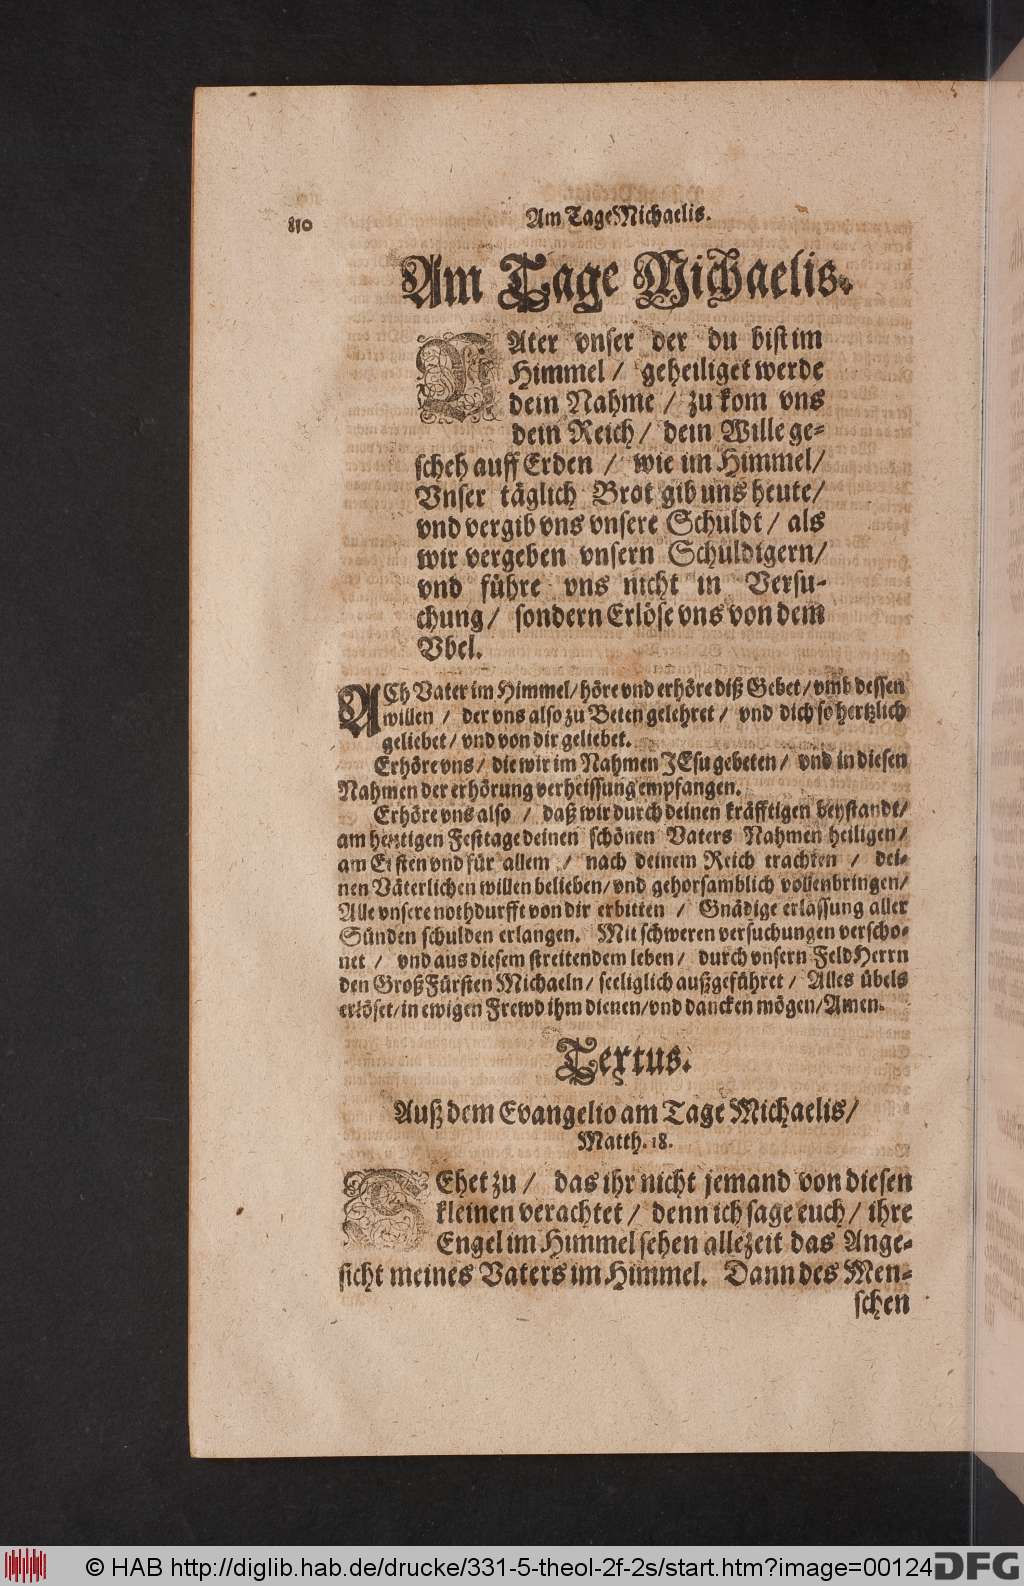 810
Am Tage Michaelis.
Am Tage Michaelis.
VAter vnser der du bist im
Himmel / geheiliget werde
dein Nahme / zu kom vns
dein Reich / dein Wille ge-
scheh auff Erden / wie im Himmel /
Vnser täglich Brot gib uns heute /
vnd vergib vns vnsere Schuldt / als
wir vergeben vnsern Schuldigern /
vnd führe vns nicht in Versu-
chung / sondern Erlöse vns von dem
Vbel.
ACh Vater im Himmel / höre vnd erhöre diß Gebet / vmb dessen
willen / der vns also zu Beten gelehret / vnd dich so hertzlich
geliebet / vnd von dir geliebet.
Erhöre vns / die wir im Nahmen JEsu gebeten / vnd in diesen
Nahmen der erhörung verheissung empfangen.
Erhöre vns also / daß wir durch deinen kräfftigen beystandt /
am heutigen Festtage deinen schönen Vaters Nahmen heiligen /
am Ersten vnd für allem / nach deinem Reich trachten / dei-
nen Väterlichen willen belieben / vnd gehorsamblich vollenbringen /
Alle vnsere nothdurfft von dir erbitten / Gnädige erlassung aller
Sünden schulden erlangen. Mit schweren versuchungen verscho-
net / vnd aus diesem streitendem leben / durch vnsern FeldHerrn
den GroßFürsten Michaeln / seeliglich außgeführet / Alles übels
erlöset / in ewigen Frewd ihm dienen / vnd dancken mögen / Amen.
Textus.
Auß dem Evangelio am Tage Michaelis /
Matth. 18.
SEhet zu / das ihr nicht jemand von diesen
kleinen verachtet / denn ich sage euch / ihre
Engel im Himmel sehen allezeit das Ange-
sicht meines Vaters im Himmel. Dann des Men-
schen
© HAB http://diglib.hab.de/drucke/331-5-theol-2f-2s/start.htm?image=00124
DFG